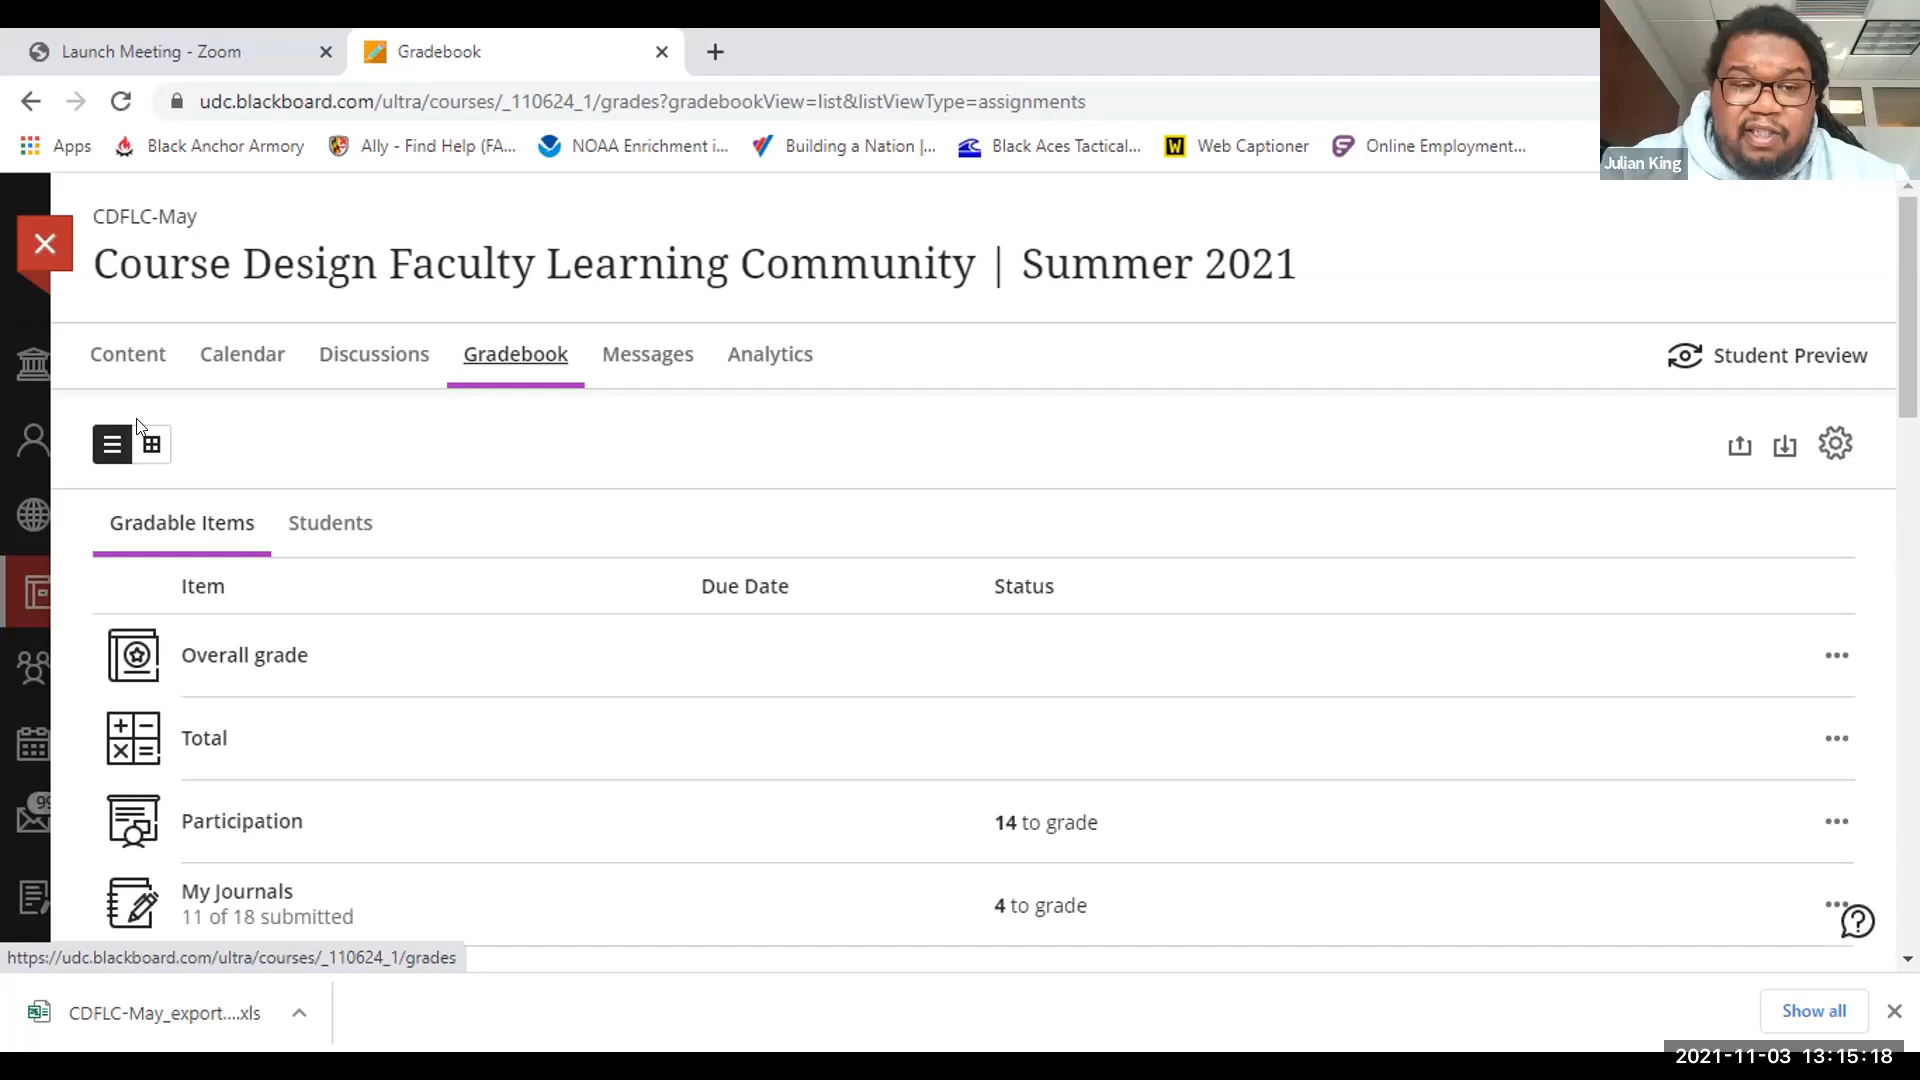 Launch Meeting - Zoom
Gradebook
udc.blackboard.com/ultra/courses/_110624_1/grades?gradebookView=list&listViewType=assignments
Apps
Black Anchor Armory
Ally - Find Help (FA...
NOAA Enrichment i...
Building a Nation |...
Black Aces Tactical...
W
Web Captioner
Online Employment...
Julian King
CDFLC-May
Course Design Faculty Learning Community | Summer 2021
Content
Calendar
Discussions
Gradebook
Messages
Analytics
Student Preview
Gradable Items
Students
Item
Due Date
Status
Overall grade
Total
Participation
14 to grade
My Journals
11 of 18 submitted
4 to grade
https://udc.blackboard.com/ultra/courses/_110624_1/grades
CDFLC-May_export....xls
Show all
2021-11-03 13:15:18